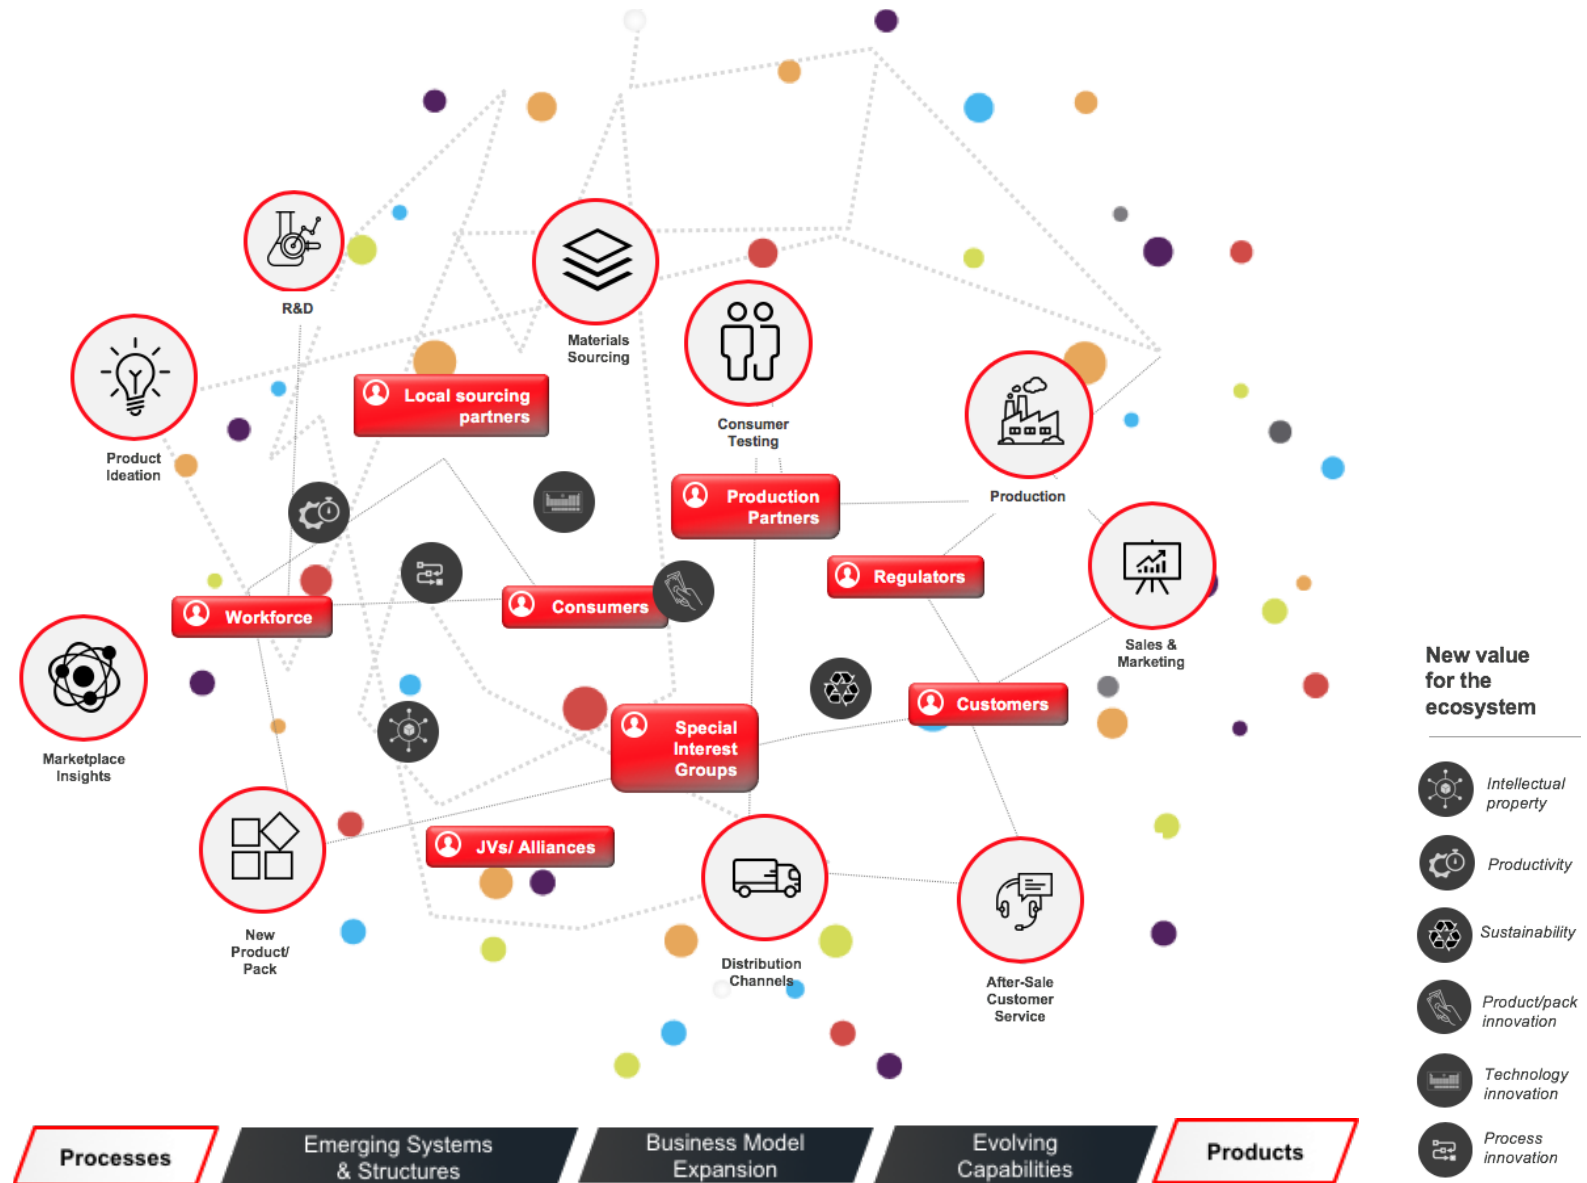 R&D
Materials
Sourcing
Product
Ideation
Local sourcing
partners
Consumer
Testing
Production
Production
Partners
Regulators
Sales &
Marketing
Workforce
Consumers
Marketplace
Insights
Customers
Special
Interest
Groups
JVs/ Alliances
New
Product/
Pack
Distribution
Channels
After-Sale
Customer
Service
New value
for the
ecosystem
Intellectual
property
Productivity
Sustainability
Product/pack
innovation
Technology
innovation
Process
innovation
Processes
Emerging Systems
& Structures
Business Model
Expansion
Evolving
Capabilities
Products